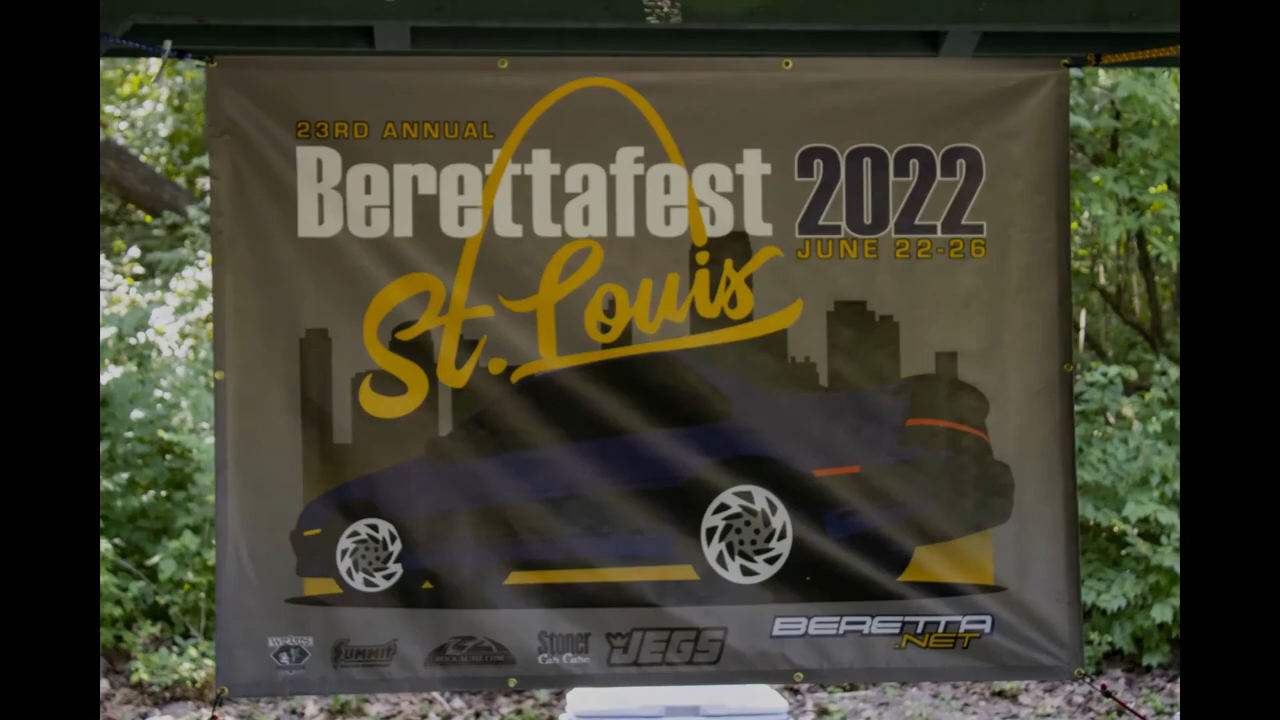 23RD ANNUAL
Berettafest 2022
JUNE 22-26
St. Louis
SUMMIT
Stoner
Car Care
JEGS
BERETTA
.NET